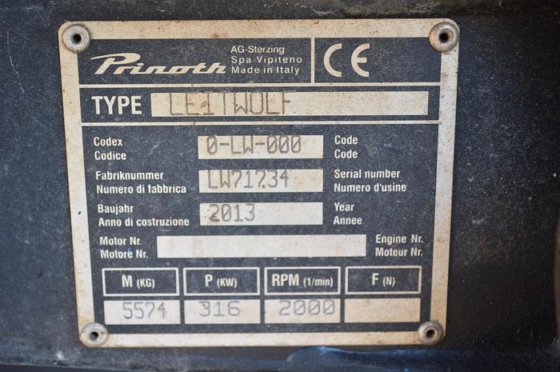 Prinoth AG-Sterzing
Spa-Vipiteno
Made in Italy
CE
TYPE LEITWOLF
Codex 0-LW-000 Code
Codice Code
Fabriknummer LW71734 Serial number
Numero di fabbrica Numéro d'usine
Baujahr 2013 Year
Anno di costruzione Annee
Motor Nr. Engine Nr.
Motore Nr. Moteur Nr.
M (KG) P (KW) RPM (1/min) F (N)
5574 316 2000